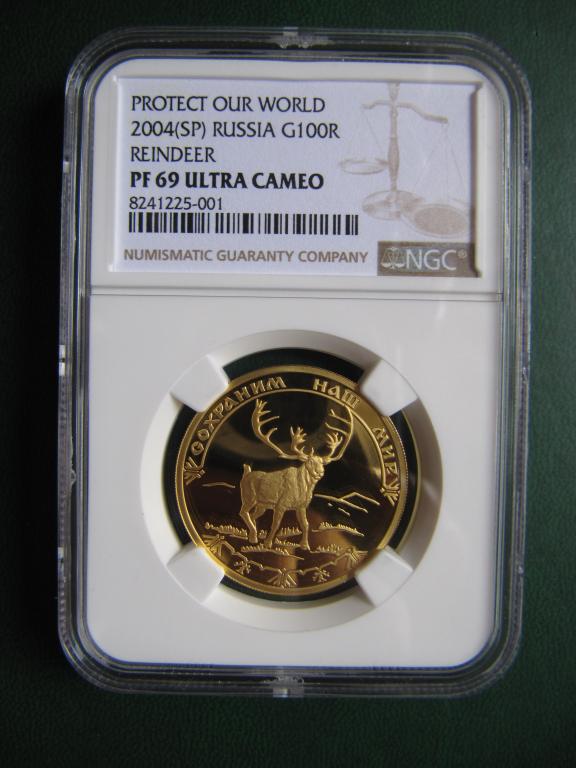 PROTECT OUR WORLD
2004(SP) RUSSIA G100R
REINDEER
PF 69 ULTRA CAMEO
8241225-001
NUMISMATIC GUARANTY COMPANY
NGC®
СОХРАНИМ НАШ МИР